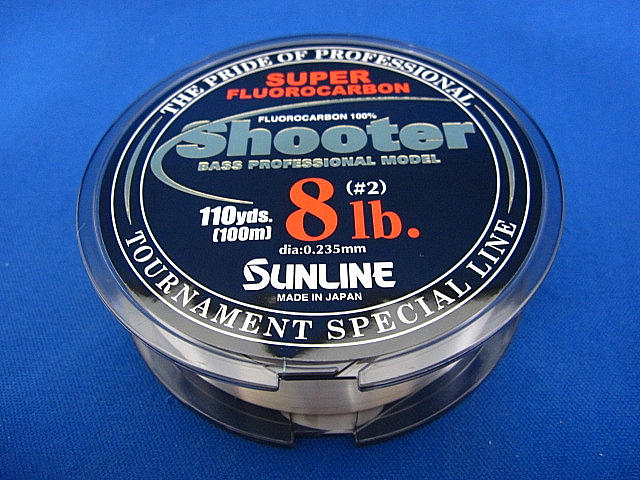 THE PRIDE OF PROFESSIONAL
SUPER
FLUOROCARBON
FLUOROCARBON 100%
Shooter
BASS PROFESSIONAL MODEL
110yds. 8 (#2) lb.
(100m)
dia:0.235mm
SUNLINE
MADE IN JAPAN
TOURNAMENT SPECIAL LINE